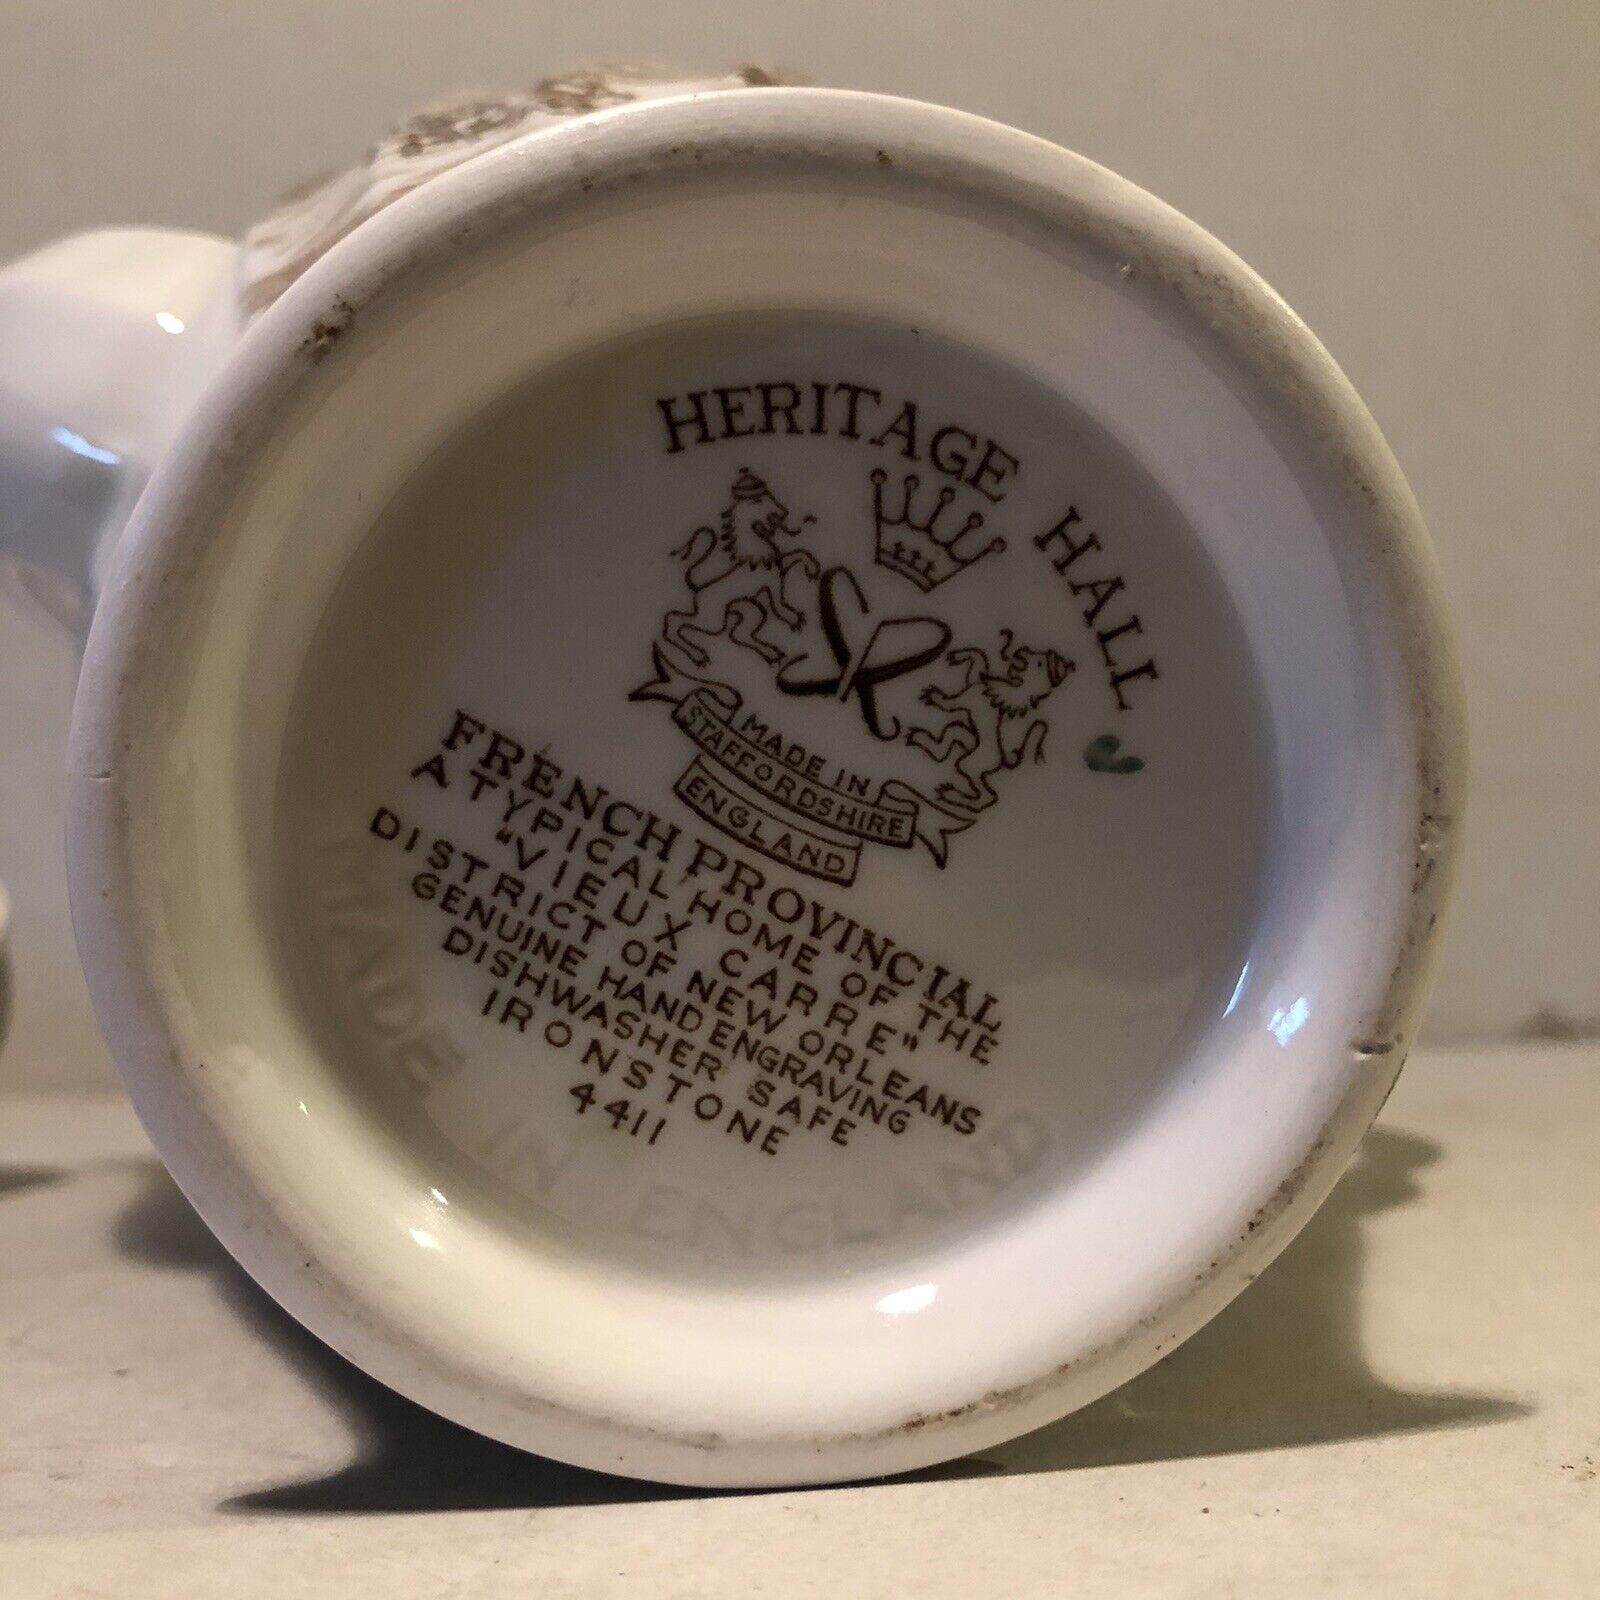 HERITAGE HALL
SR
MADE IN
STAFFORDSHIRE
ENGLAND
FRENCH PROVINCIAL
A TYPICAL HOME OF THE
"VIEUX CARRE"
DISTRICT OF NEW ORLEANS
GENUINE HAND ENGRAVING
DISHWASHER SAFE
IRONSTONE
4411
MADE IN ENGLAND